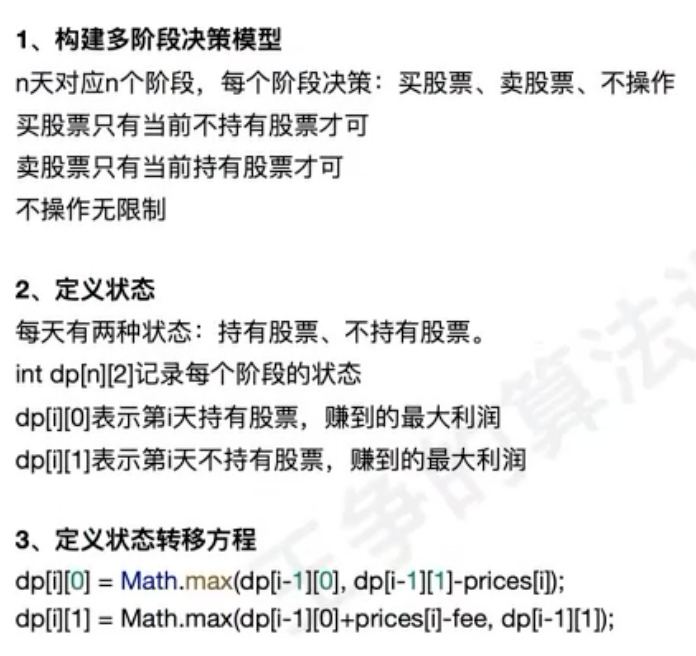 1、构建多阶段决策模型
n天对应n个阶段，每个阶段决策：买股票、卖股票、不操作
买股票只有当前不持有股票才可
卖股票只有当前持有股票才可
不操作无限制
2、定义状态
每天有两种状态：持有股票、不持有股票。
int dp[n][2]记录每个阶段的状态
dp[i][0]表示第i天持有股票，赚到的最大利润
dp[i][1]表示第i天不持有股票，赚到的最大利润
3、定义状态转移方程
dp[i][0] = Math.max(dp[i-1][0], dp[i-1][1]-prices[i]);
dp[i][1] = Math.max(dp[i-1][0]+prices[i]-fee, dp[i-1][1]);
争的算法